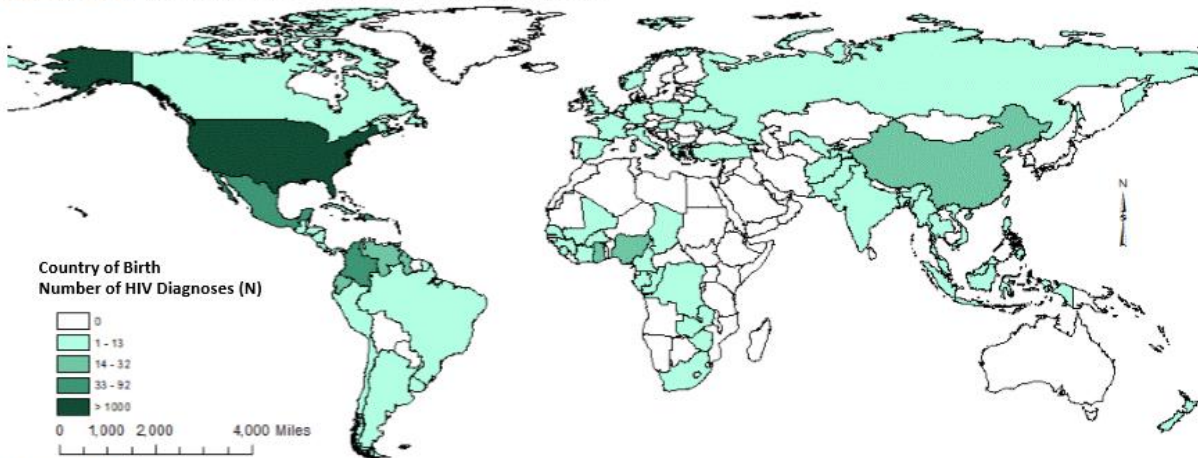 N
S
Country of Birth
Number of HIV Diagnoses (N)
0
1 - 13
14 - 32
33 - 92
> 1000
0 1,000 2,000 4,000 Miles